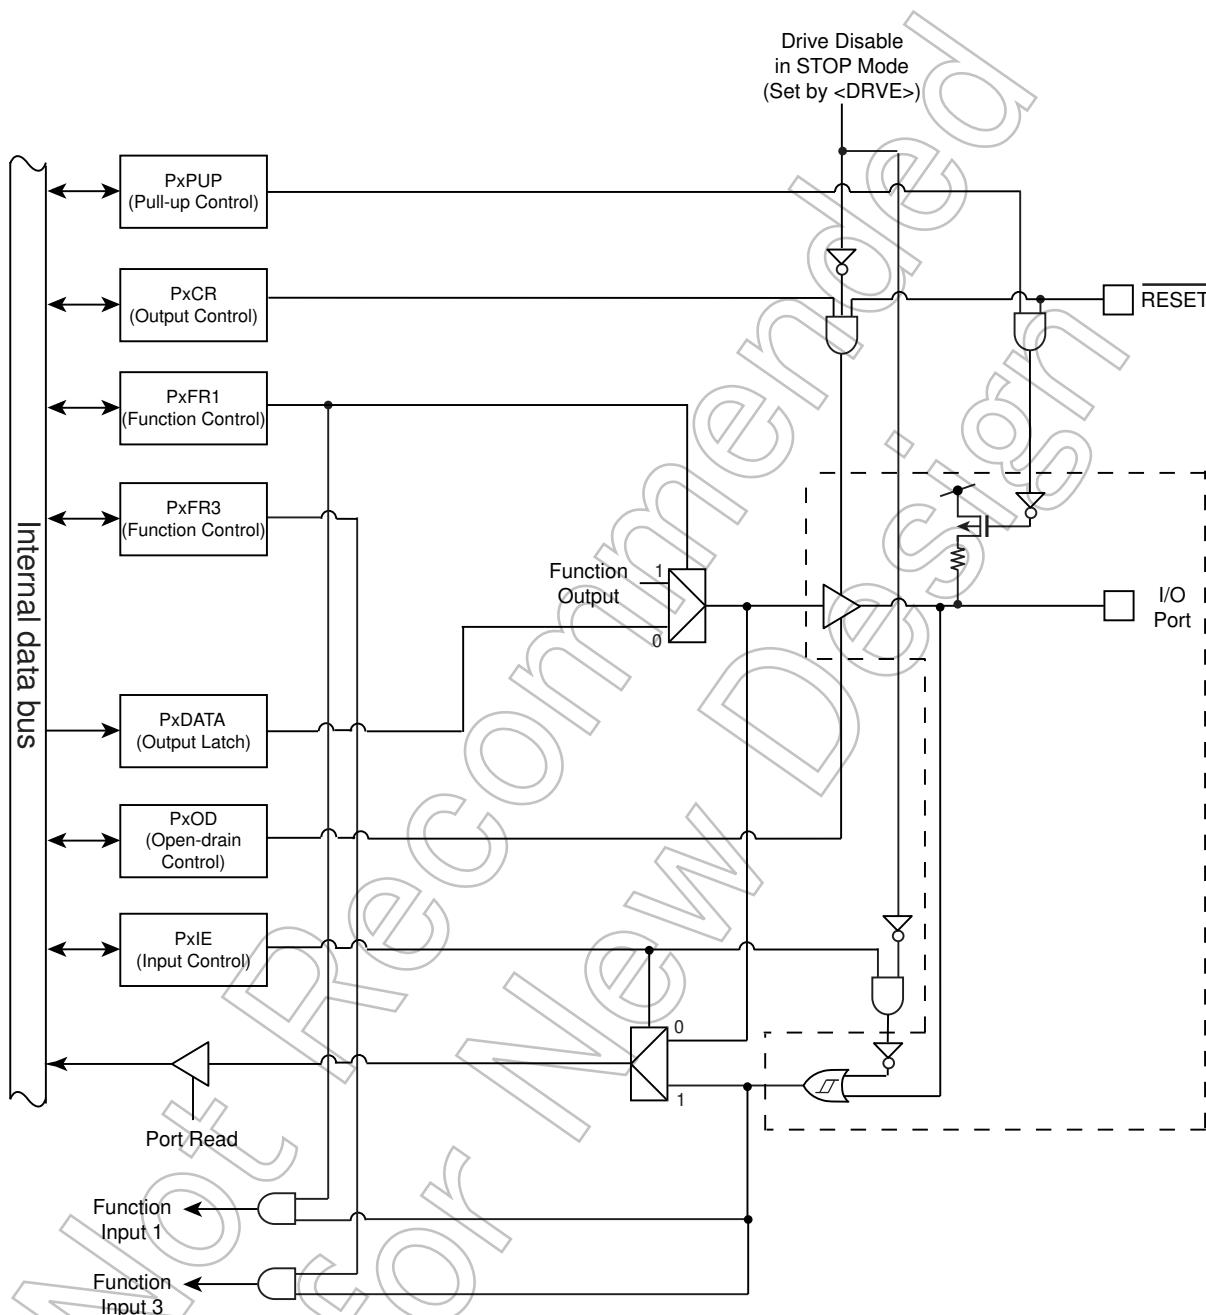 Drive Disable
in STOP Mode
(Set by <DRVE>)
PxPUP
(Pull-up Control)
PxCR
(Output Control)
RESET
PxFR1
(Function Control)
PxFR3
(Function Control)
Internal data bus
Function
Output
1
0
I/O
Port
PxDATA
(Output Latch)
PxOD
(Open-drain
Control)
PxIE
(Input Control)
0
1
Port Read
Function
Input 1
Function
Input 3
Not Recommended
for New Design